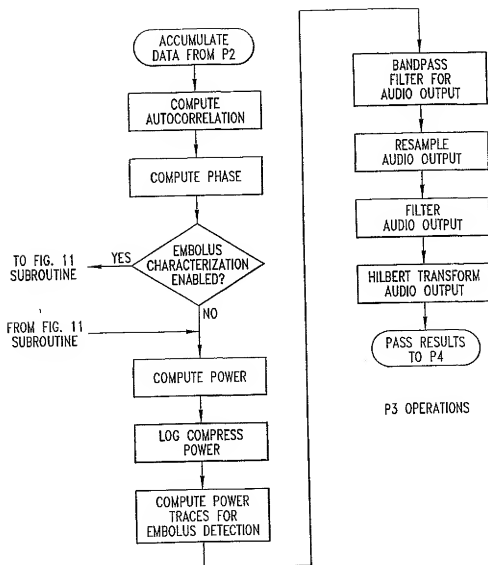 ACCUMULATE
DATA FROM P2
COMPUTE
AUTOCORRELATION
COMPUTE PHASE
EMBOLUS
CHARACTERIZATION
ENABLED?
YES
TO FIG. 11
SUBROUTINE
NO
FROM FIG. 11
SUBROUTINE
COMPUTE POWER
LOG COMPRESS
POWER
COMPUTE POWER
TRACES FOR
EMBOLUS DETECTION
BANDPASS
FILTER FOR
AUDIO OUTPUT
RESAMPLE
AUDIO OUTPUT
FILTER
AUDIO OUTPUT
HILBERT TRANSFORM
AUDIO OUTPUT
PASS RESULTS
TO P4
P3 OPERATIONS